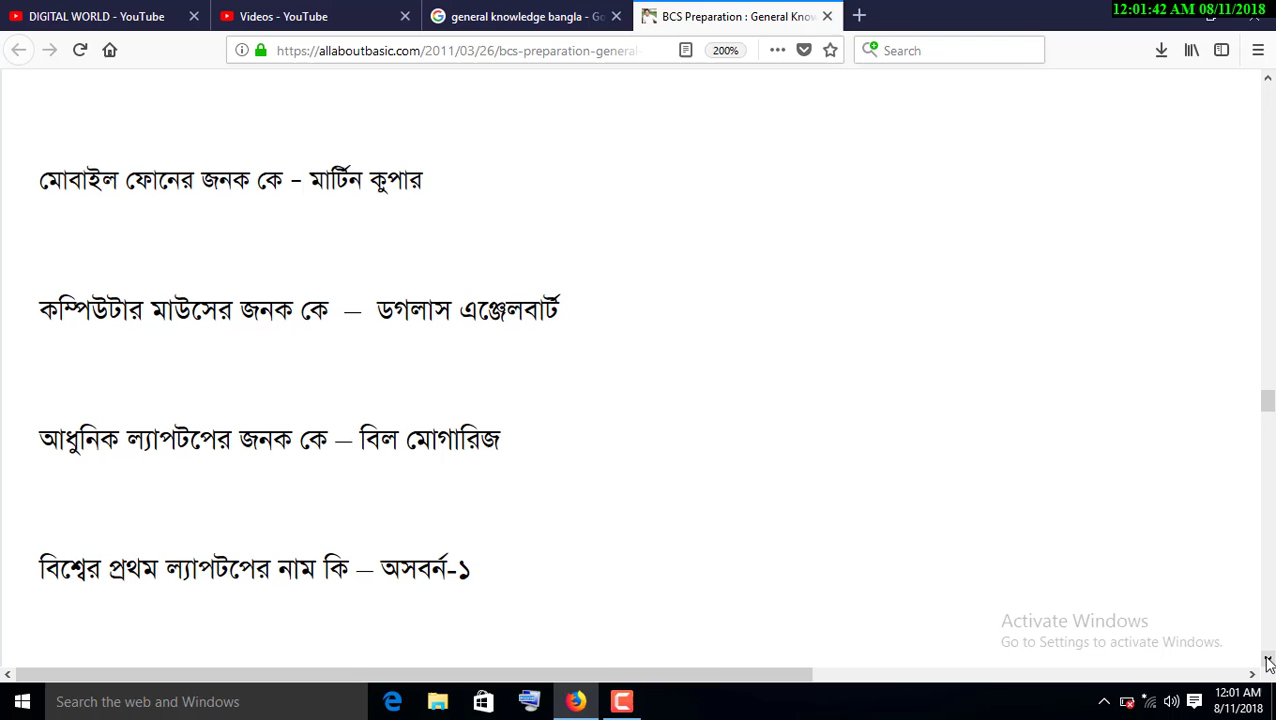 12:01:42 AM 08/11/2018
DIGITAL WORLD - YouTube
Videos - YouTube
general knowledge bangla - Go
BCS Preparation : General Know
https://allaboutbasic.com/2011/03/26/bcs-preparation-general-
200%
Search
মোবাইল ফোনের জনক কে - মার্টিন কুপার
কম্পিউটার মাউসের জনক কে – ডগলাস এঞ্জেলবার্ট
আধুনিক ল্যাপটপের জনক কে – বিল মোগারিজ
বিশ্বের প্রথম ল্যাপটপের নাম কি – অসবর্ন-১
Activate Windows
Go to Settings to activate Windows.
Search the web and Windows
12:01 AM
8/11/2018